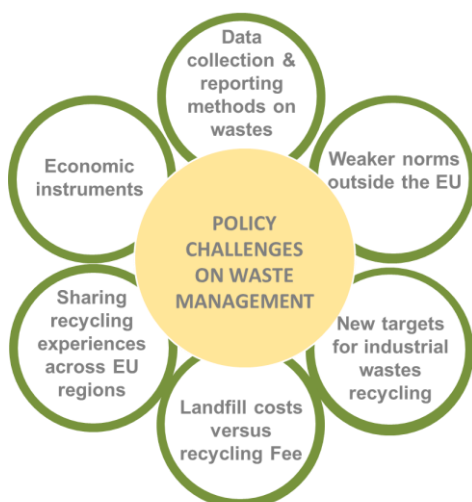 Data
collection &
reporting
methods on
wastes
Economic
instruments
Weaker norms
outside the EU
POLICY
CHALLENGES
ON WASTE
MANAGEMENT
Sharing
recycling
experiences
across EU
regions
New targets
for industrial
wastes
recycling
Landfill costs
versus
recycling Fee